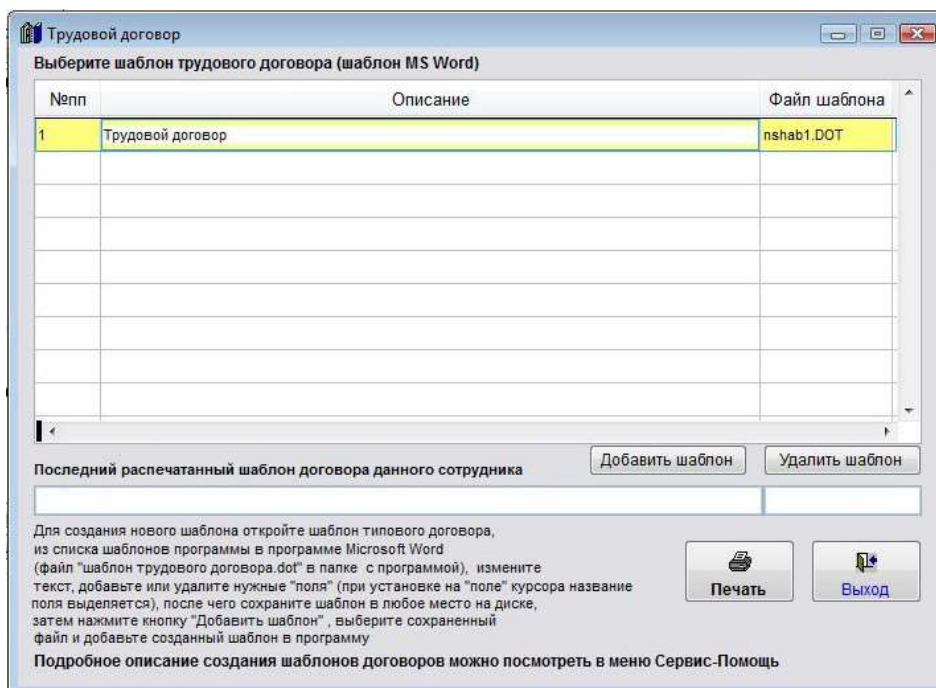 Трудовой договор
Выберите шаблон трудового договора (шаблон MS Word)
№пп Описание Файл шаблона
1 Трудовой договор nshab1.DOT
Последний распечатанный шаблон договора данного сотрудника Добавить шаблон Удалить шаблон
Для создания нового шаблона откройте шаблон типового договора,
из списка шаблонов программы в программе Microsoft Word
(файл "шаблон трудового договора.dot" в папке с программой), измените
текст, добавьте или удалите нужные "поля" (при установке на "поле" курсора название
поля выделяется), после чего сохраните шаблон в любое место на диске,
затем нажмите кнопку "Добавить шаблон" , выберите сохраненный
файл и добавьте созданный шаблон в программу
Печать Выход
Подробное описание создания шаблонов договоров можно посмотреть в меню Сервис-Помощь